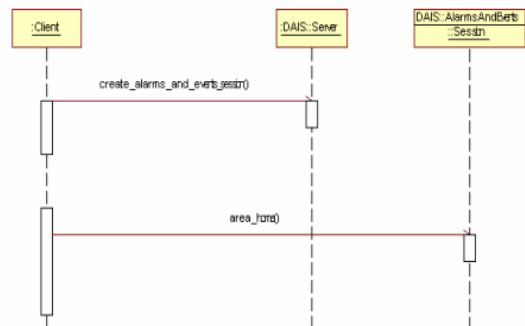 :Client
:DAIS::Server
DAIS::AlarmsAndEvents
::Session
create_alarms_and_events_session()
area_home()